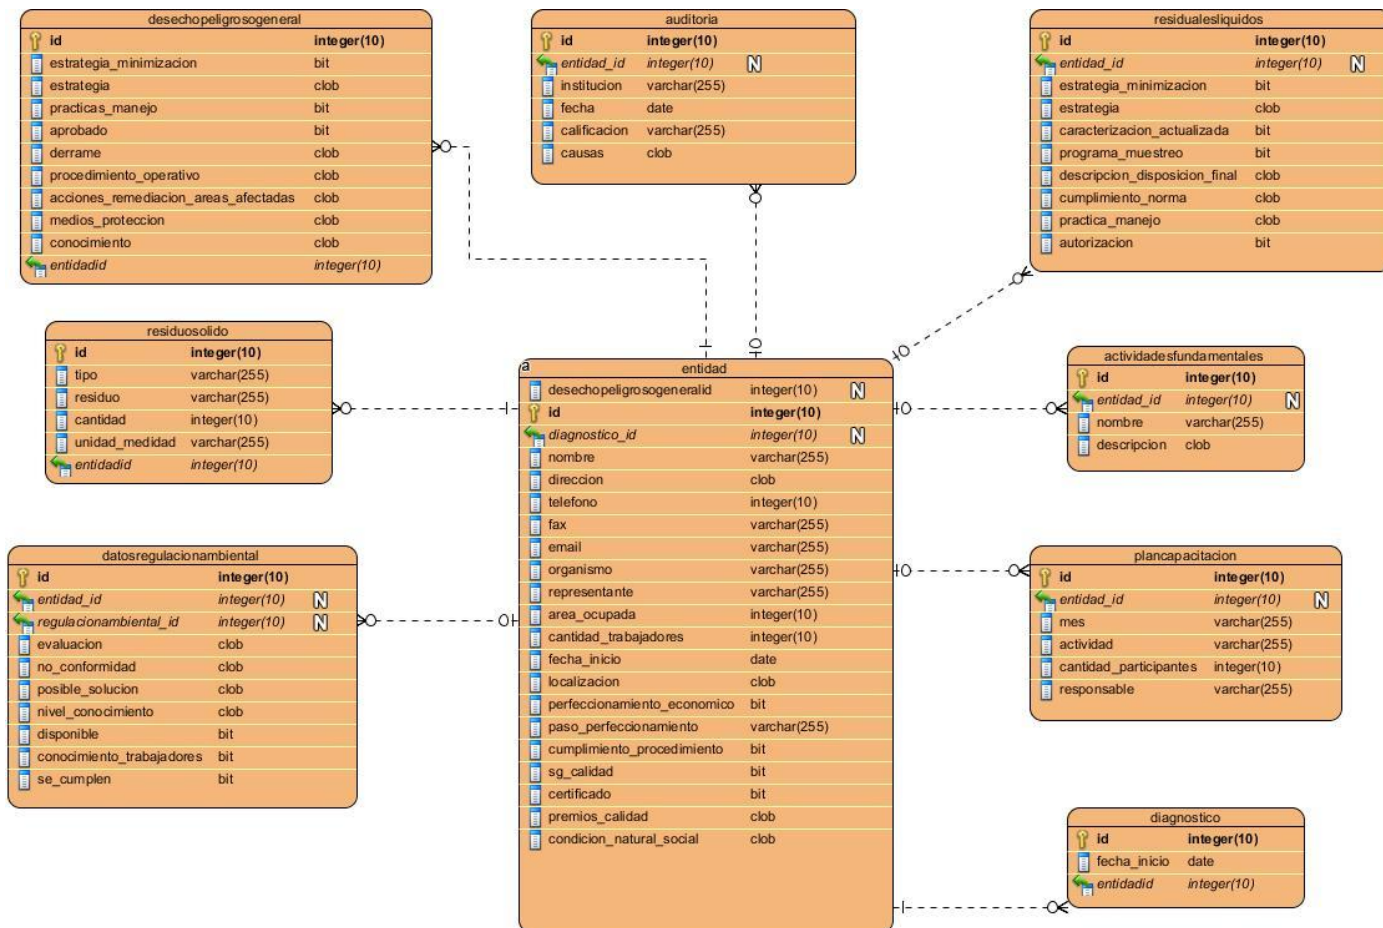 desechopeligrosogeneral
id integer(10)
estrategia_minimizacion bit
estrategia clob
practicas_manejo bit
aprobado bit
derrame clob
procedimiento_operativo clob
acciones_remediacion_areas_afectadas clob
medios_proteccion clob
conocimiento clob
entidadid integer(10)
auditoria
id integer(10)
entidad_id integer(10) N
institucion varchar(255)
fecha date
calificacion varchar(255)
causas clob
residualesliquidos
id integer(10)
entidad_id integer(10) N
estrategia_minimizacion bit
estrategia clob
caracterizacion_actualizada bit
programa_muestreo bit
descripcion_disposicion_final clob
cumplimiento_norma clob
practica_manejo clob
autorizacion bit
residuosolido
id integer(10)
tipo varchar(255)
residuo varchar(255)
cantidad integer(10)
unidad_medidad varchar(255)
entidadid integer(10)
a entidad
desechopeligrosogeneralid integer(10) N
id integer(10)
diagnostico_id integer(10) N
nombre varchar(255)
direccion clob
telefono integer(10)
fax varchar(255)
email varchar(255)
organismo varchar(255)
representante varchar(255)
area_ocupada integer(10)
cantidad_trabajadores integer(10)
fecha_inicio date
localizacion clob
perfeccionamiento_economico bit
paso_perfeccionamiento varchar(255)
cumplimiento_procedimiento bit
sg_calidad bit
certificado bit
premios_calidad clob
condicion_natural_social clob
actividadesfundamentales
id integer(10)
entidad_id integer(10) N
nombre varchar(255)
descripcion clob
datosregulacionambiental
id integer(10)
entidad_id integer(10) N
regulacionambiental_id integer(10) N
evaluacion clob
no_conformidad clob
posible_solucion clob
nivel_conocimiento clob
disponible bit
conocimiento_trabajadores bit
se_cumplen bit
plancapacitacion
id integer(10)
entidad_id integer(10) N
mes varchar(255)
actividad varchar(255)
cantidad_participantes integer(10)
responsable varchar(255)
diagnostico
id integer(10)
fecha_inicio date
entidadid integer(10)